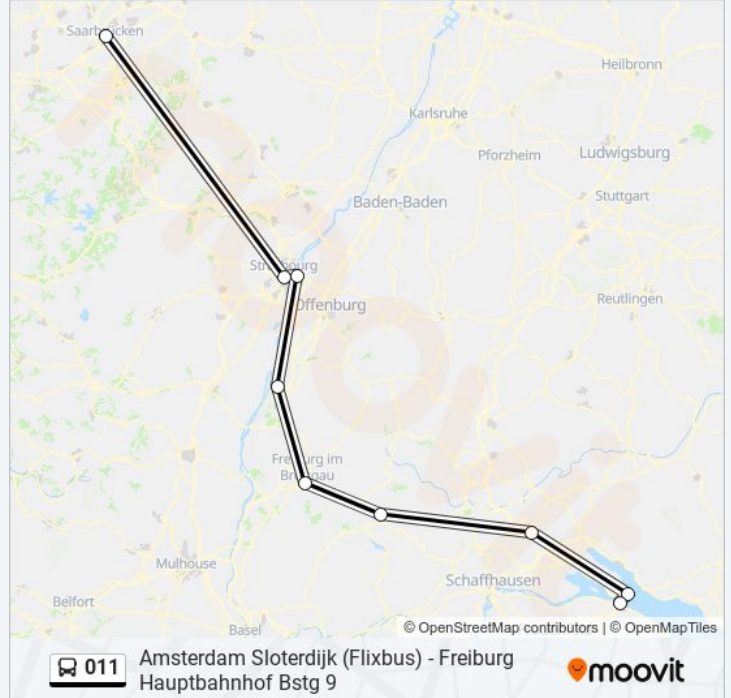 Saarbrücken
Heilbronn
Karlsruhe
Pforzheim
Ludwigsburg
Baden-Baden
Stuttgart
Strasbourg
Offenburg
Reutlingen
Freiburg im
Breisgau
Mulhouse
Schaffhausen
Belfort
Basel
© OpenStreetMap contributors | © OpenMapTiles
011
Amsterdam Sloterdijk (Flixbus) - Freiburg
Hauptbahnhof Bstg 9
moovit
moovit